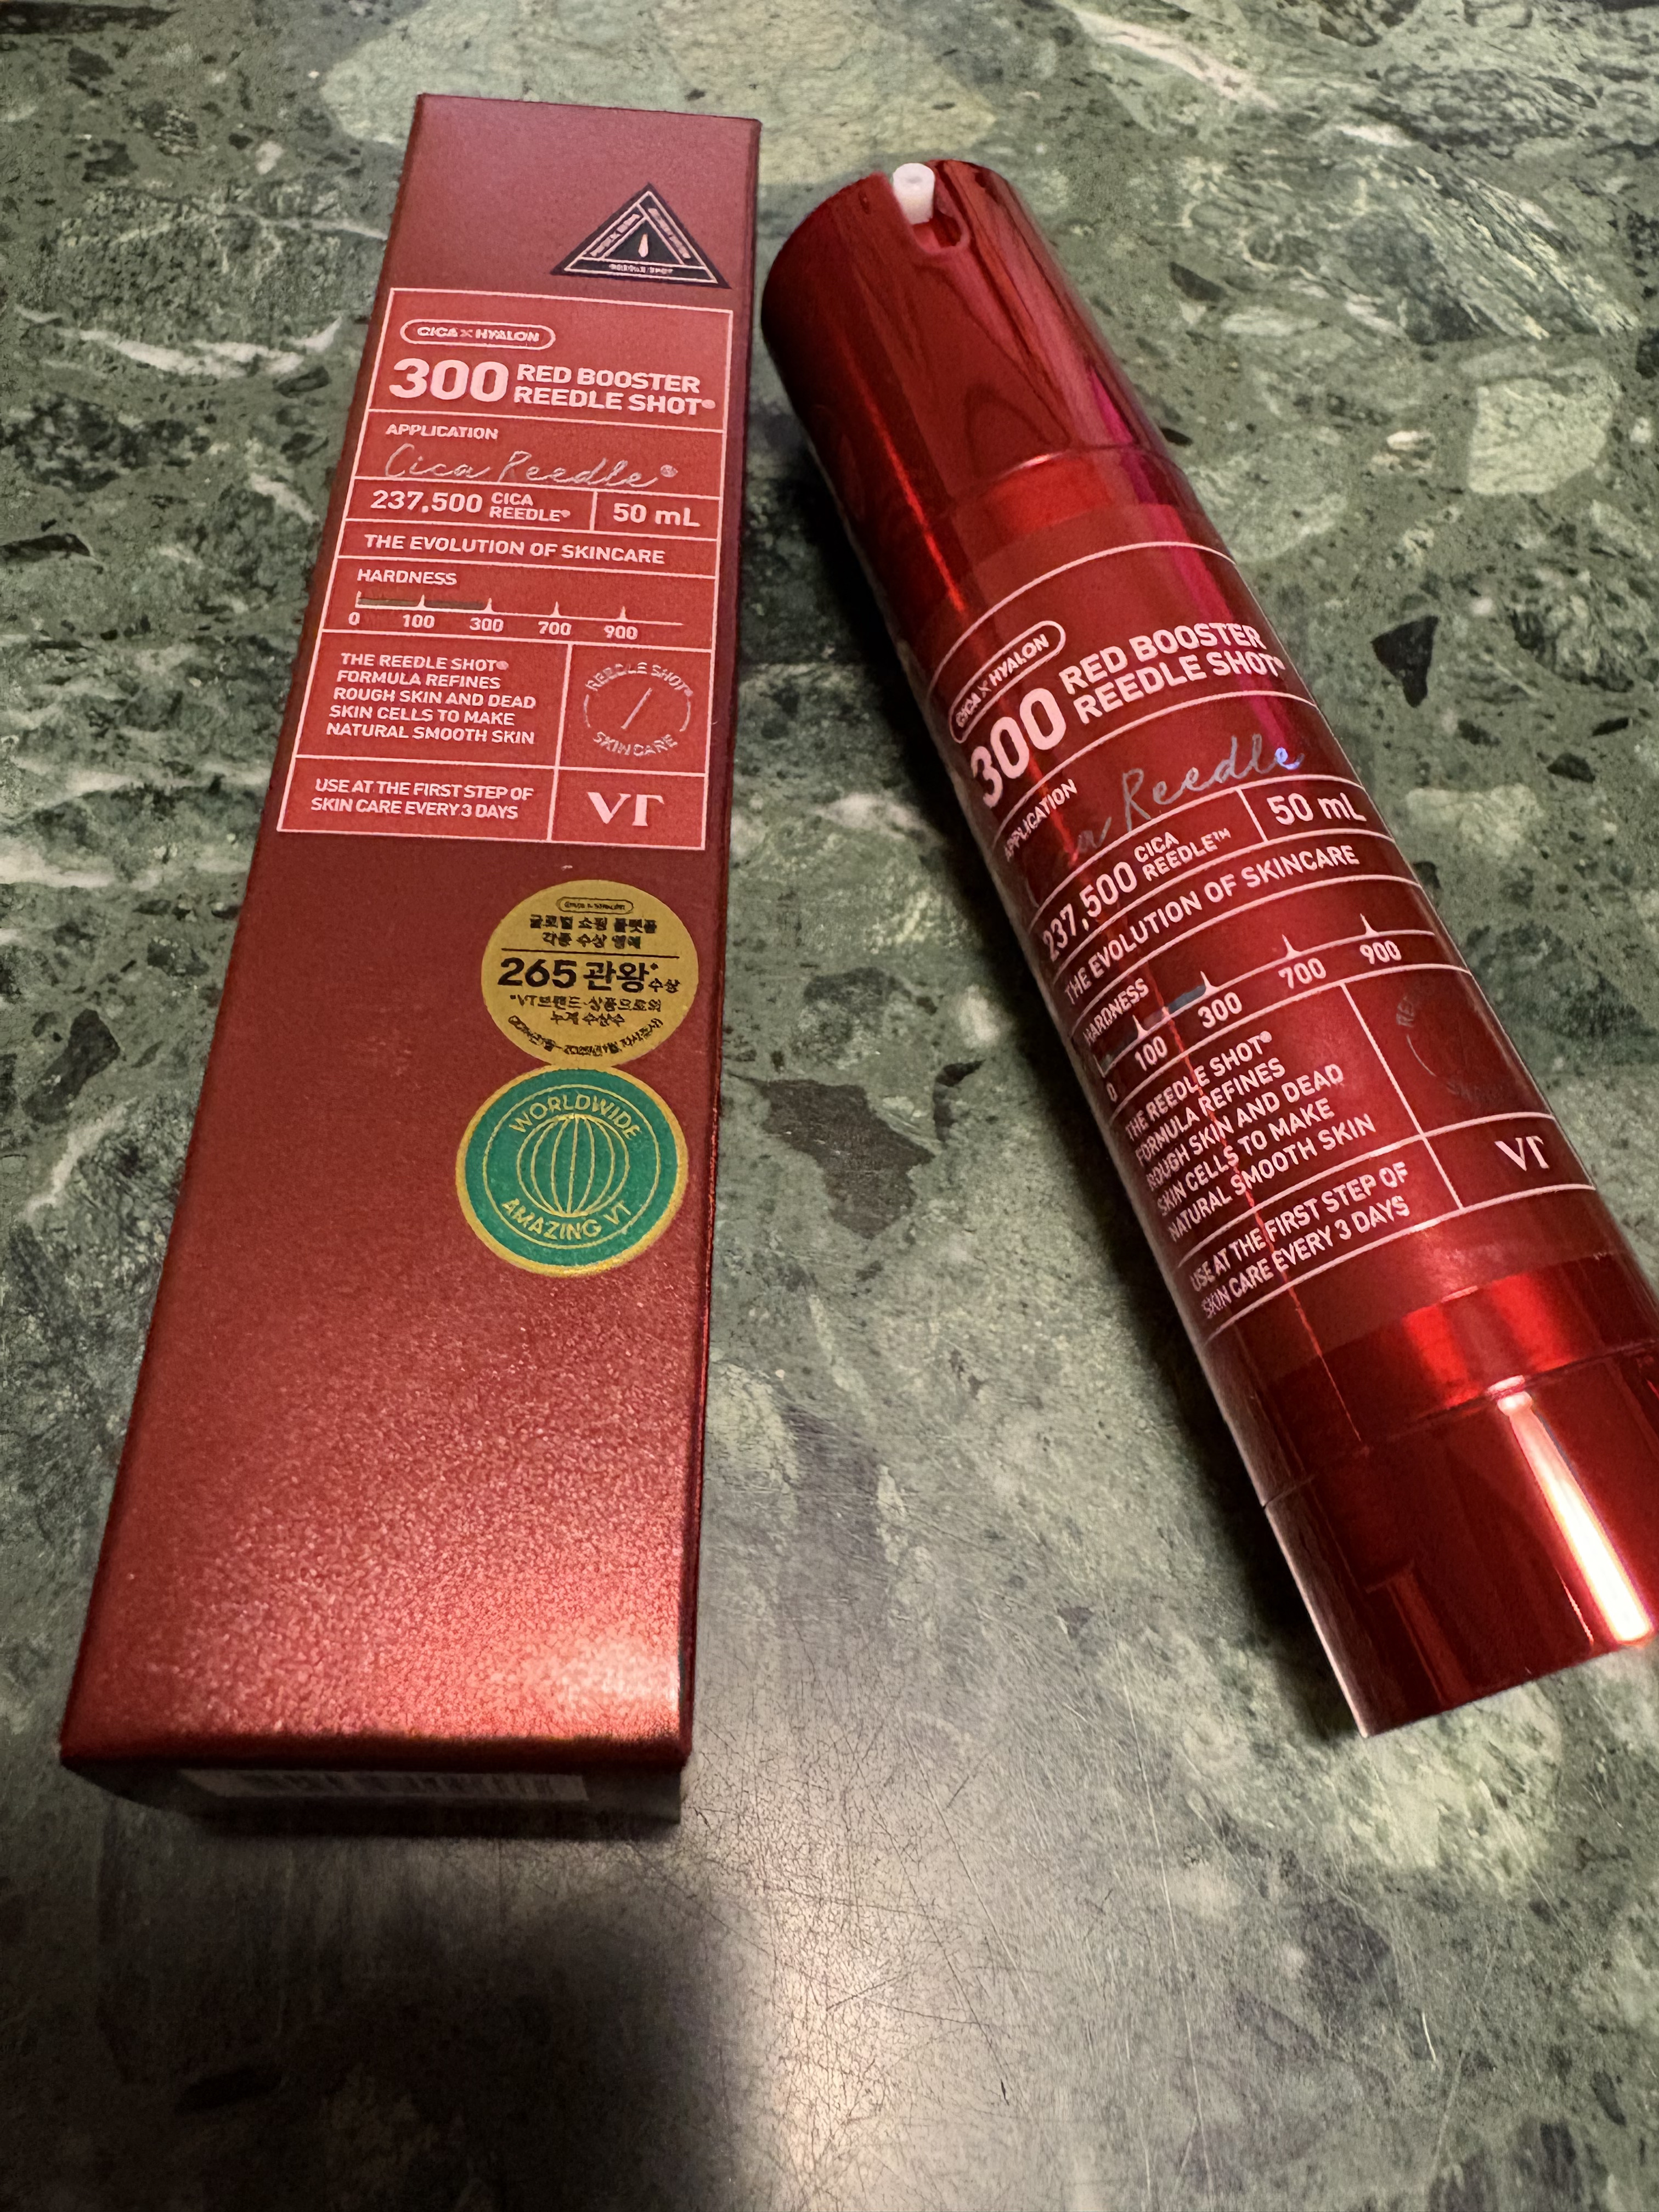 CICA X HYALON
300 RED BOOSTER
REEDLE SHOT®
APPLICATION
Cica Reedle®
237,500 CICA
REEDLE®
50 mL
THE EVOLUTION OF SKINCARE
HARDNESS
0 100 300 700 900
THE REEDLE SHOT®
FORMULA REFINES
ROUGH SKIN AND DEAD
SKIN CELLS TO MAKE
NATURAL SMOOTH SKIN
REEDLE SHOT®
SKIN CARE
USE AT THE FIRST STEP OF
SKIN CARE EVERY 3 DAYS
VT
글로벌 쇼핑 플랫폼
각종 수상 영예
265관왕* 수상
*VT브랜드·상품으로의
누계 수상수
WORLDWIDE
AMAZING VT
CICA X HYALON
300 RED BOOSTER
REEDLE SHOT®
APPLICATION
a Reedle
237,500 CICA
REEDLE™
50 mL
THE EVOLUTION OF SKINCARE
HARDNESS
0 100 300 700 900
THE REEDLE SHOT®
FORMULA REFINES
ROUGH SKIN AND DEAD
SKIN CELLS TO MAKE
NATURAL SMOOTH SKIN
USE AT THE FIRST STEP OF
SKIN CARE EVERY 3 DAYS
VT